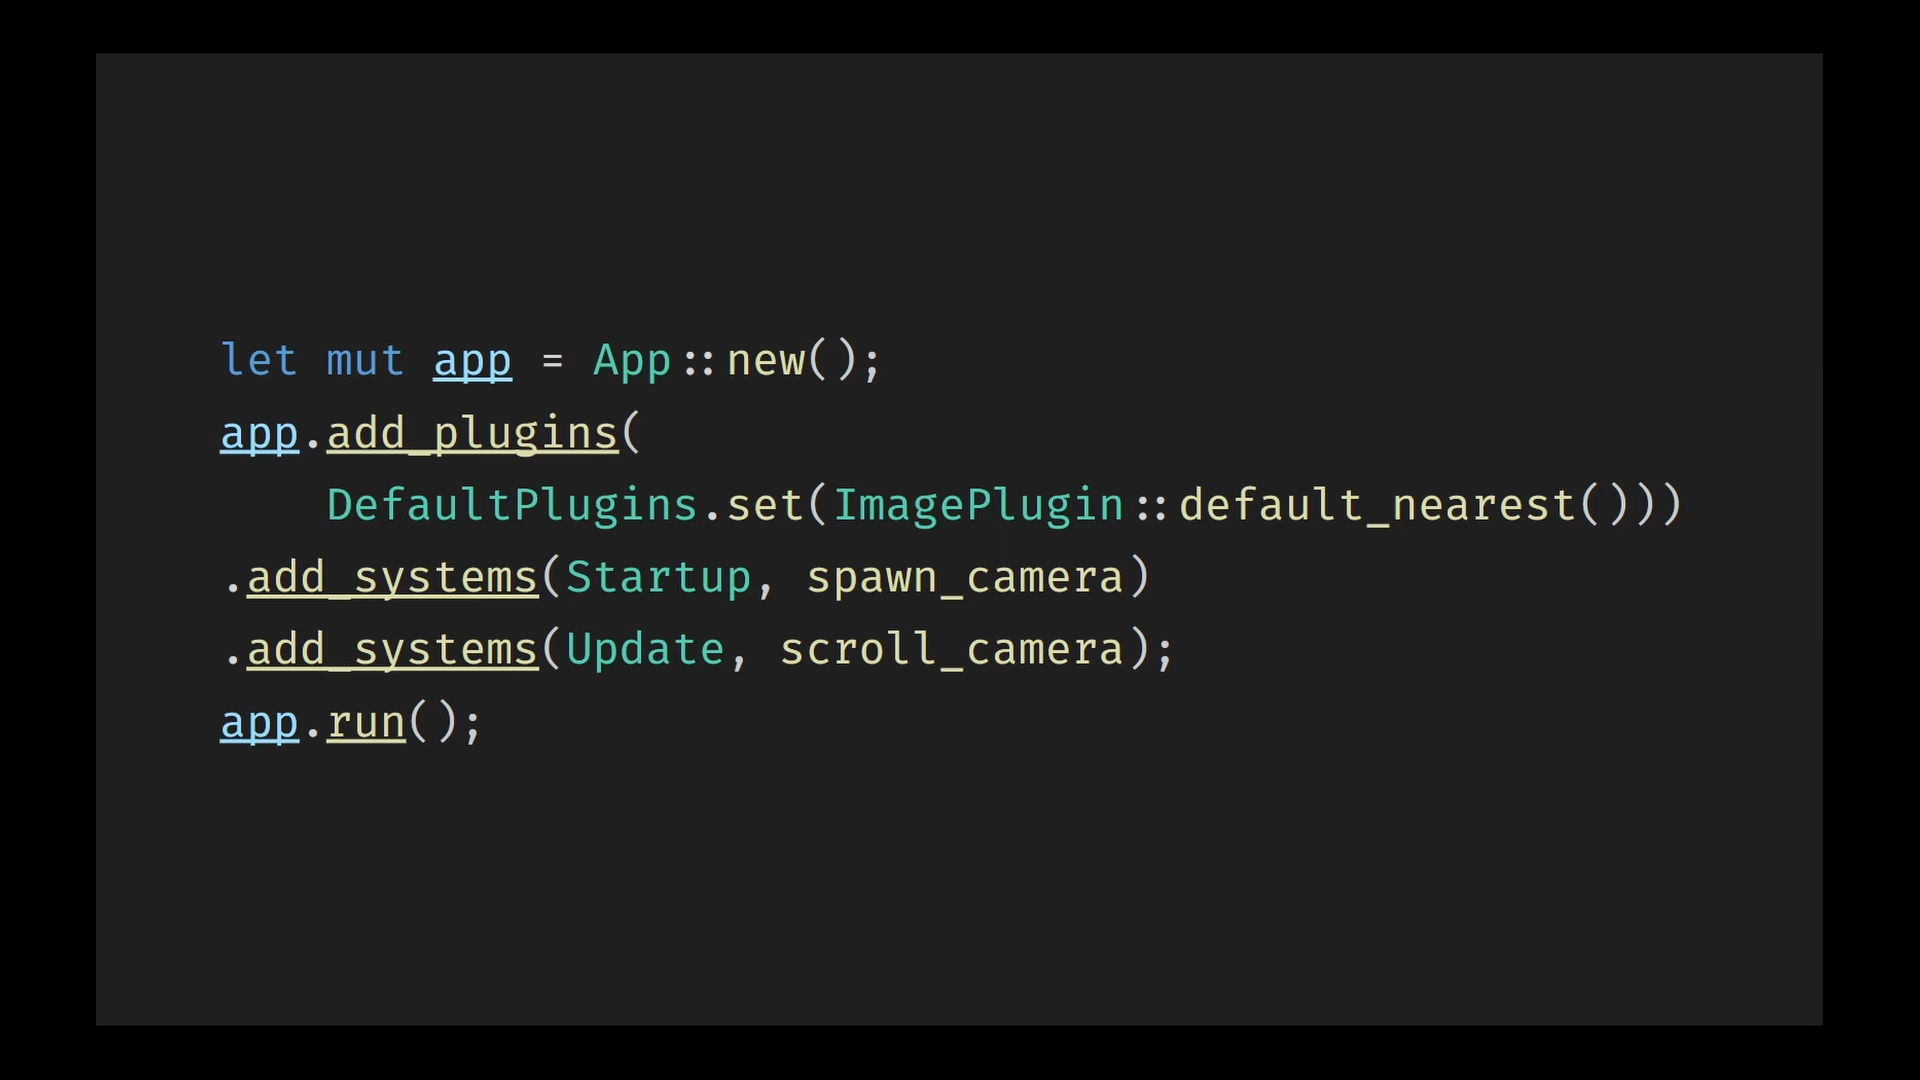 let mut app = App::new();
app.add_plugins(
    DefaultPlugins.set(ImagePlugin::default_nearest()))
.add_systems(Startup, spawn_camera)
.add_systems(Update, scroll_camera);
app.run();